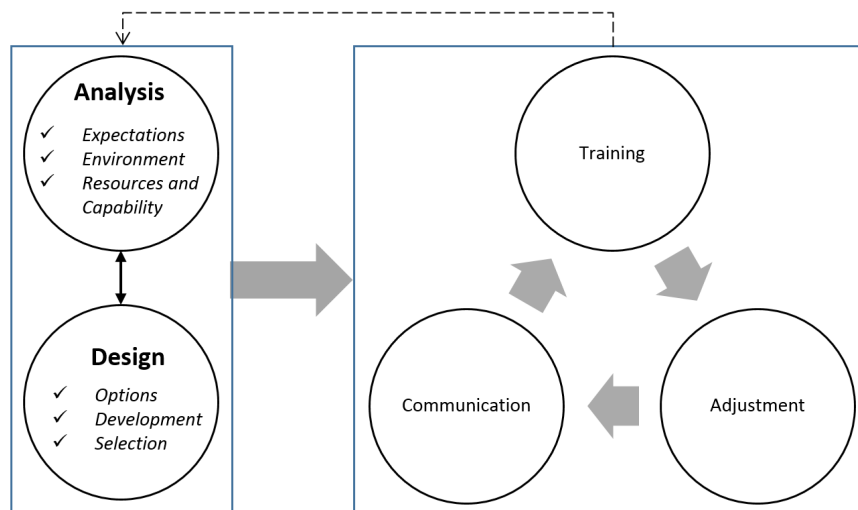 Analysis
✓ Expectations
✓ Environment
✓ Resources and
Capability
Design
✓ Options
✓ Development
✓ Selection
Training
Communication
Adjustment